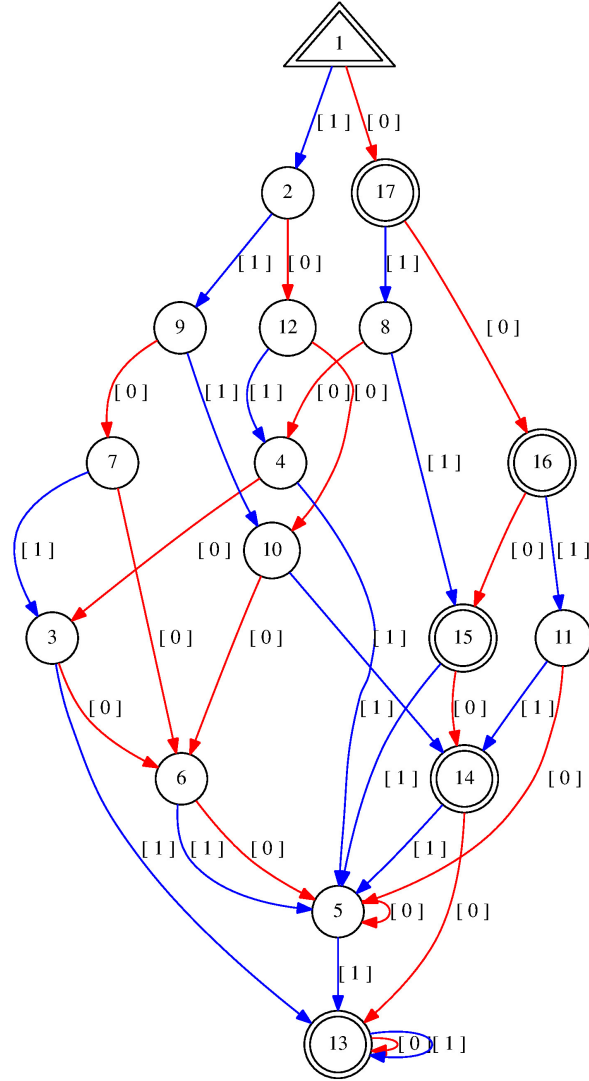 1
[ 1 ] [ 0 ]
2 17
[ 1 ] [ 0 ] [ 1 ]
9 12 8
[ 0 ]
[ 0 ] [ 1 ] [ 1 ] [ 0 ] [ 0 ]
7 4 [ 1 ] 16
3 [ 1 ] [ 0 ] 10 [ 0 ] [ 1 ]
[ 0 ] [ 0 ] [ 1 ] 15 11
[ 0 ] [ 1 ] [ 0 ] [ 1 ]
6 [ 1 ] 14 [ 0 ]
[ 1 ] [ 1 ] [ 0 ] [ 1 ]
5 [ 0 ] [ 0 ]
[ 1 ]
13 [ 0 ] [ 1 ]